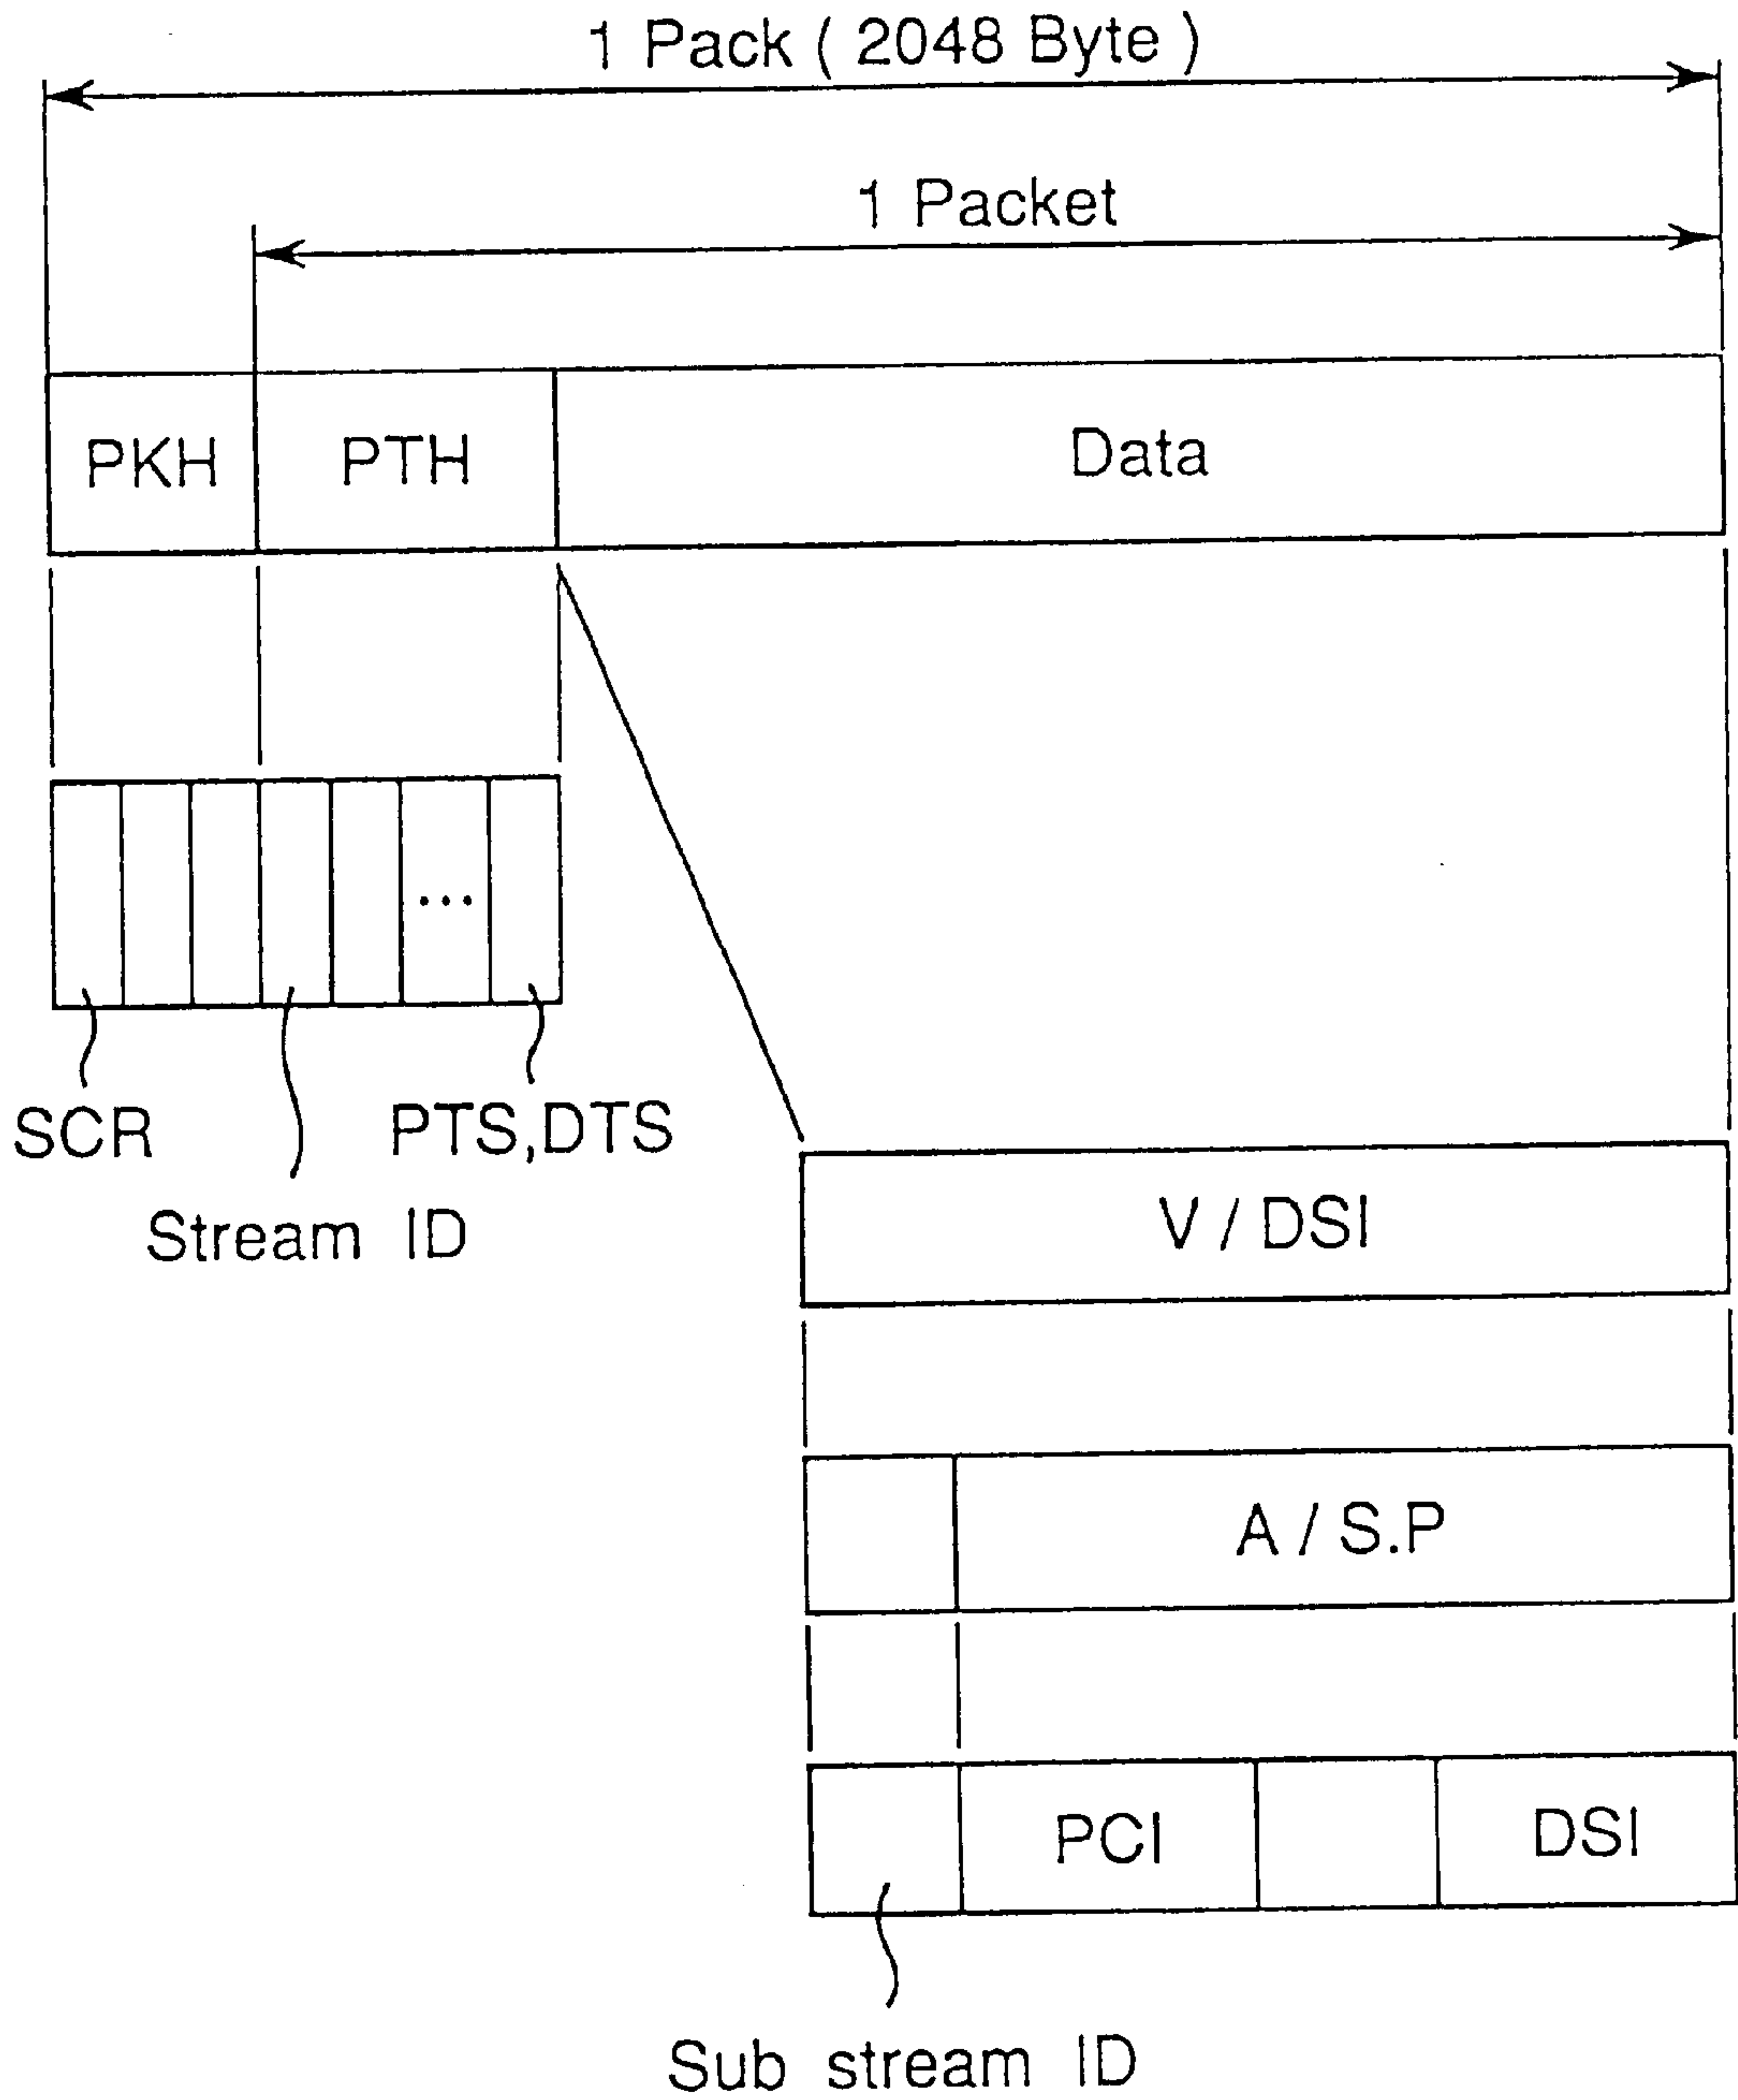 1 Pack ( 2048 Byte )
1 Packet
PKH PTH Data
...
SCR
PTS,DTS
Stream ID
V / DSI
A / S.P
PCI DSI
Sub stream ID